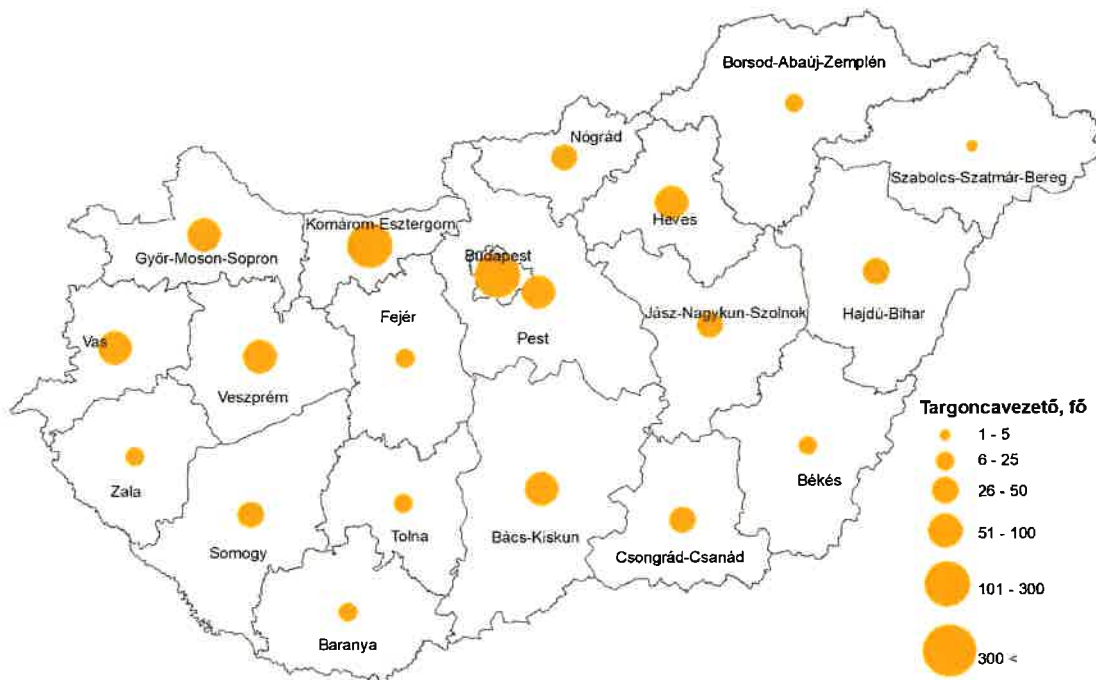 Borsod-Abaúj-Zemplén
Nógrád
Szabolcs-Szatmár-Bereg
Heves
Komárom-Esztergom
Győr-Moson-Sopron
Budapest
Jász-Nagykun-Szolnok
Hajdú-Bihar
Fejér
Pest
Vas
Veszprém
Targoncavezető, fő
1 - 5
6 - 25
26 - 50
51 - 100
101 - 300
300 <
Békés
Zala
Tolna
Bács-Kiskun
Somogy
Csongrád-Csanád
Baranya